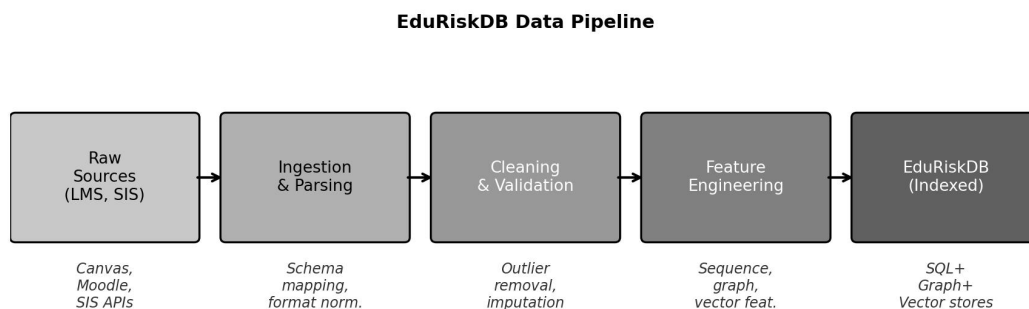 EduRiskDB Data Pipeline
Raw
Sources
(LMS, SIS)
Ingestion
& Parsing
Cleaning
& Validation
Feature
Engineering
EduRiskDB
(Indexed)
Canvas,
Moodle,
SIS APIs
Schema
mapping,
format norm.
Outlier
removal,
imputation
Sequence,
graph,
vector feat.
SQL+
Graph+
Vector stores